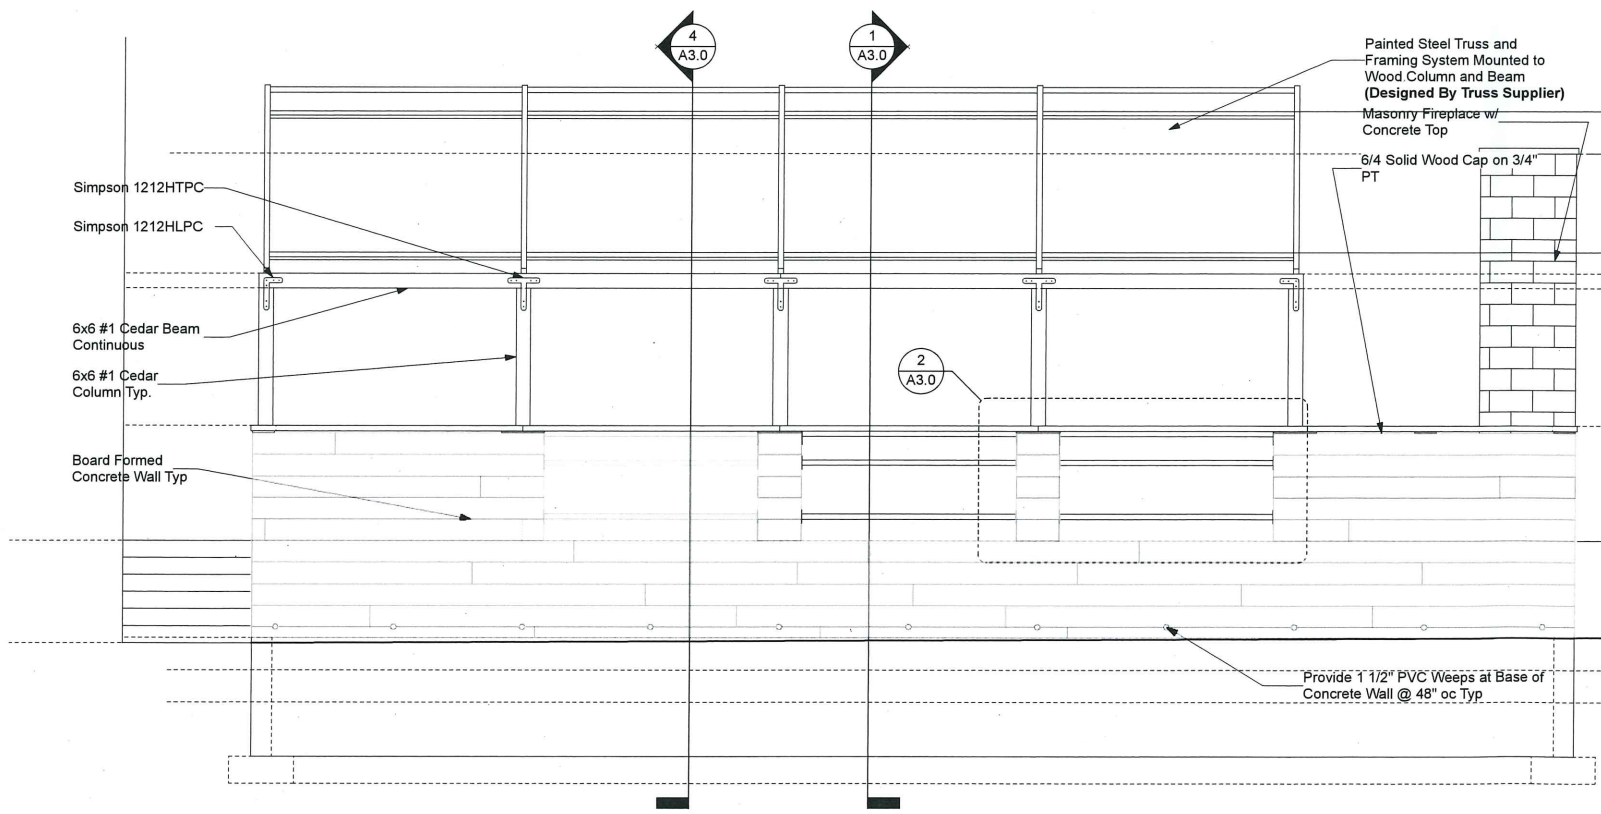 4
A3.0
1
A3.0
Painted Steel Truss and
Framing System Mounted to
Wood Column and Beam
(Designed By Truss Supplier)
Masonry Fireplace w/
Concrete Top
6/4 Solid Wood Cap on 3/4"
PT
Simpson 1212HTPC
Simpson 1212HLPC
6x6 #1 Cedar Beam
Continuous
6x6 #1 Cedar
Column Typ.
2
A3.0
Board Formed
Concrete Wall Typ
Provide 1 1/2" PVC Weeps at Base of
Concrete Wall @ 48" oc Typ